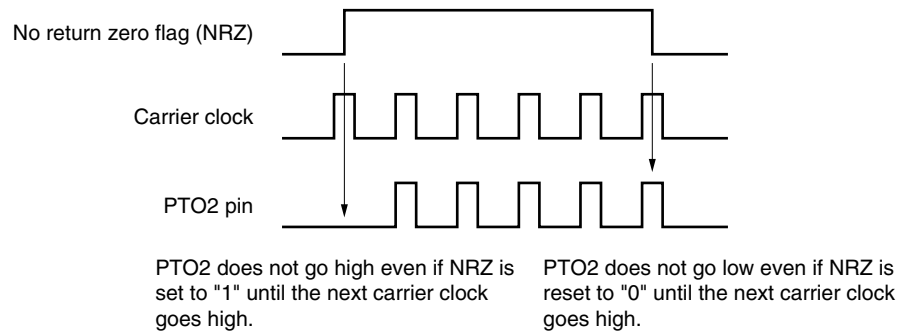 No return zero flag (NRZ)
Carrier clock
PTO2 pin
PTO2 does not go high even if NRZ is
set to "1" until the next carrier clock
goes high.
PTO2 does not go low even if NRZ is
reset to "0" until the next carrier clock
goes high.